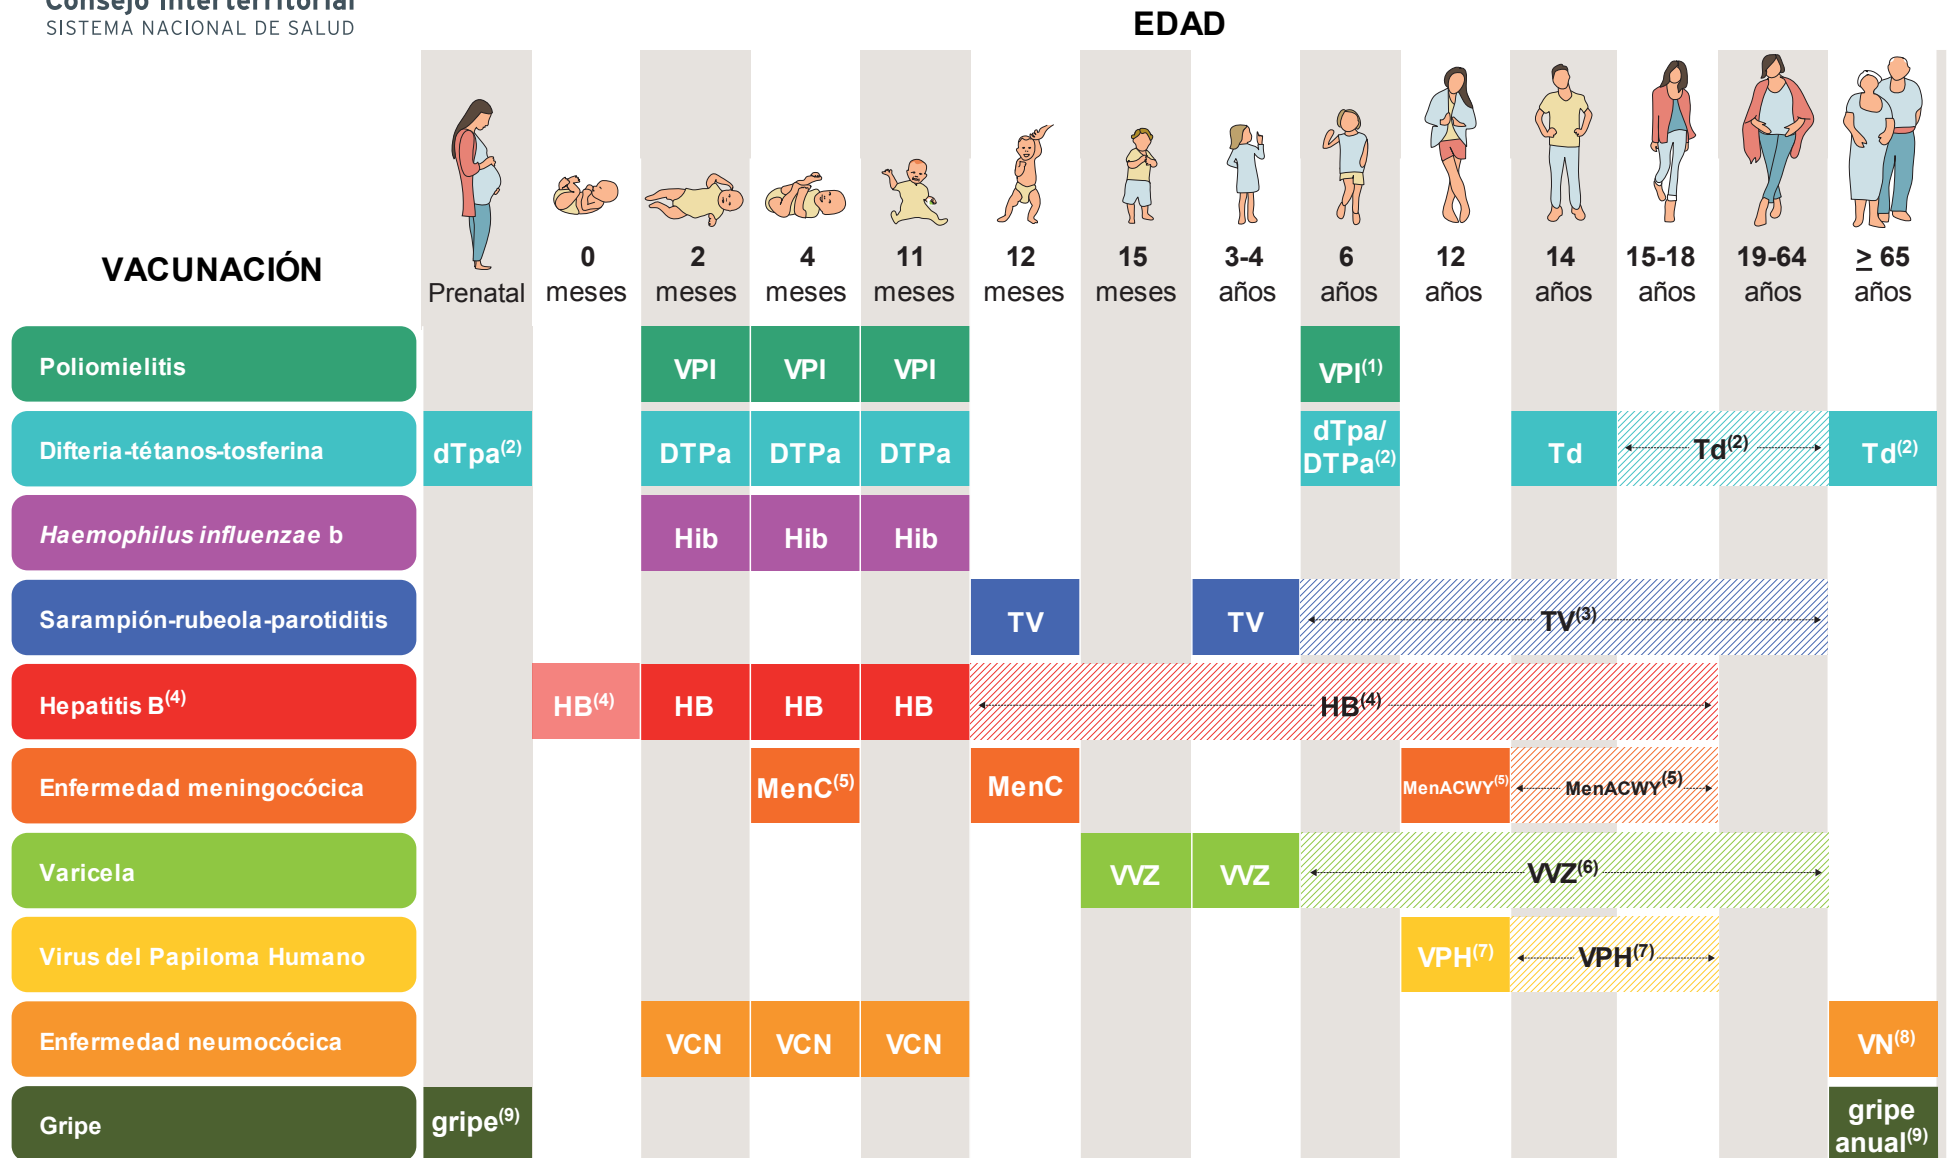 Consejo Interterritorial
SISTEMA NACIONAL DE SALUD
EDAD
VACUNACIÓN
Prenatal
0 meses
2 meses
4 meses
11 meses
12 meses
15 meses
3-4 años
6 años
12 años
14 años
15-18 años
19-64 años
≥ 65 años
Poliomielitis
VPI VPI VPI VPI(1)
Difteria-tétanos-tosferina
dTpa(2) DTPa DTPa DTPa dTpa/ DTPa(2) Td Td(2) Td(2)
Haemophilus influenzae b
Hib Hib Hib
Sarampión-rubeola-parotiditis
TV TV TV(3)
Hepatitis B(4)
HB(4) HB HB HB HB(4)
Enfermedad meningocócica
MenC(5) MenC MenACWY(5) MenACWY(5)
Varicela
VVZ VVZ VVZ(6)
Virus del Papiloma Humano
VPH(7) VPH(7)
Enfermedad neumocócica
VCN VCN VCN VN(8)
Gripe
gripe(9) gripe anual(9)